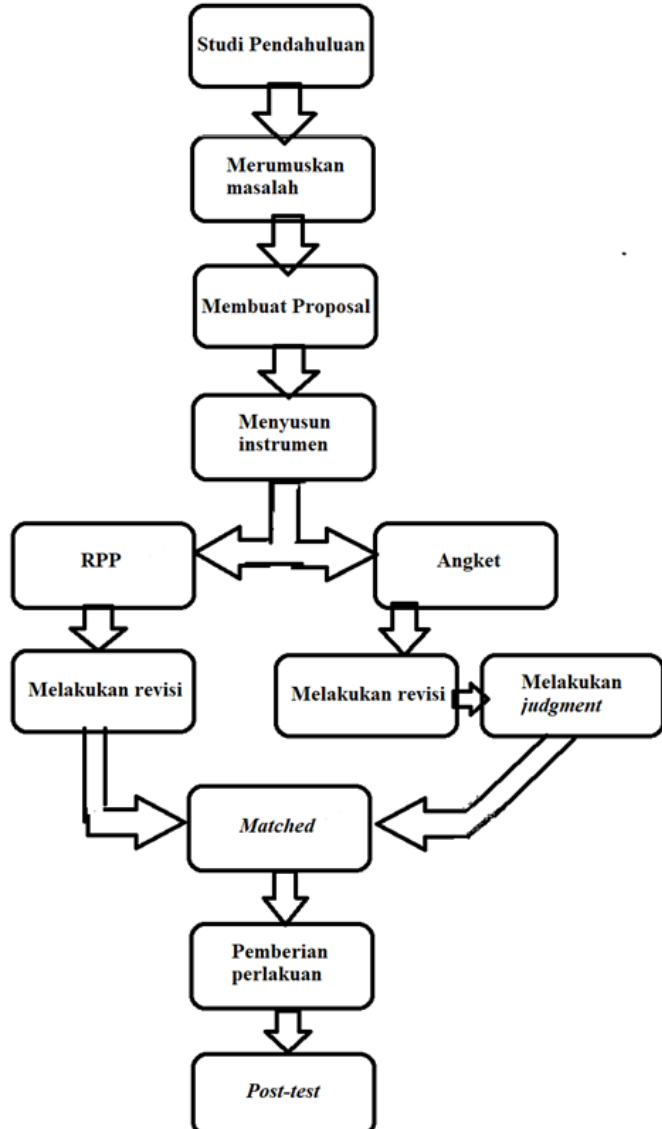 Studi Pendahuluan
Merumuskan
masalah
Membuat Proposal
Menyusun
instrumen
RPP
Angket
Melakukan revisi
Melakukan revisi
Melakukan
judgment
Matched
Pemberian
perlakuan
Post-test